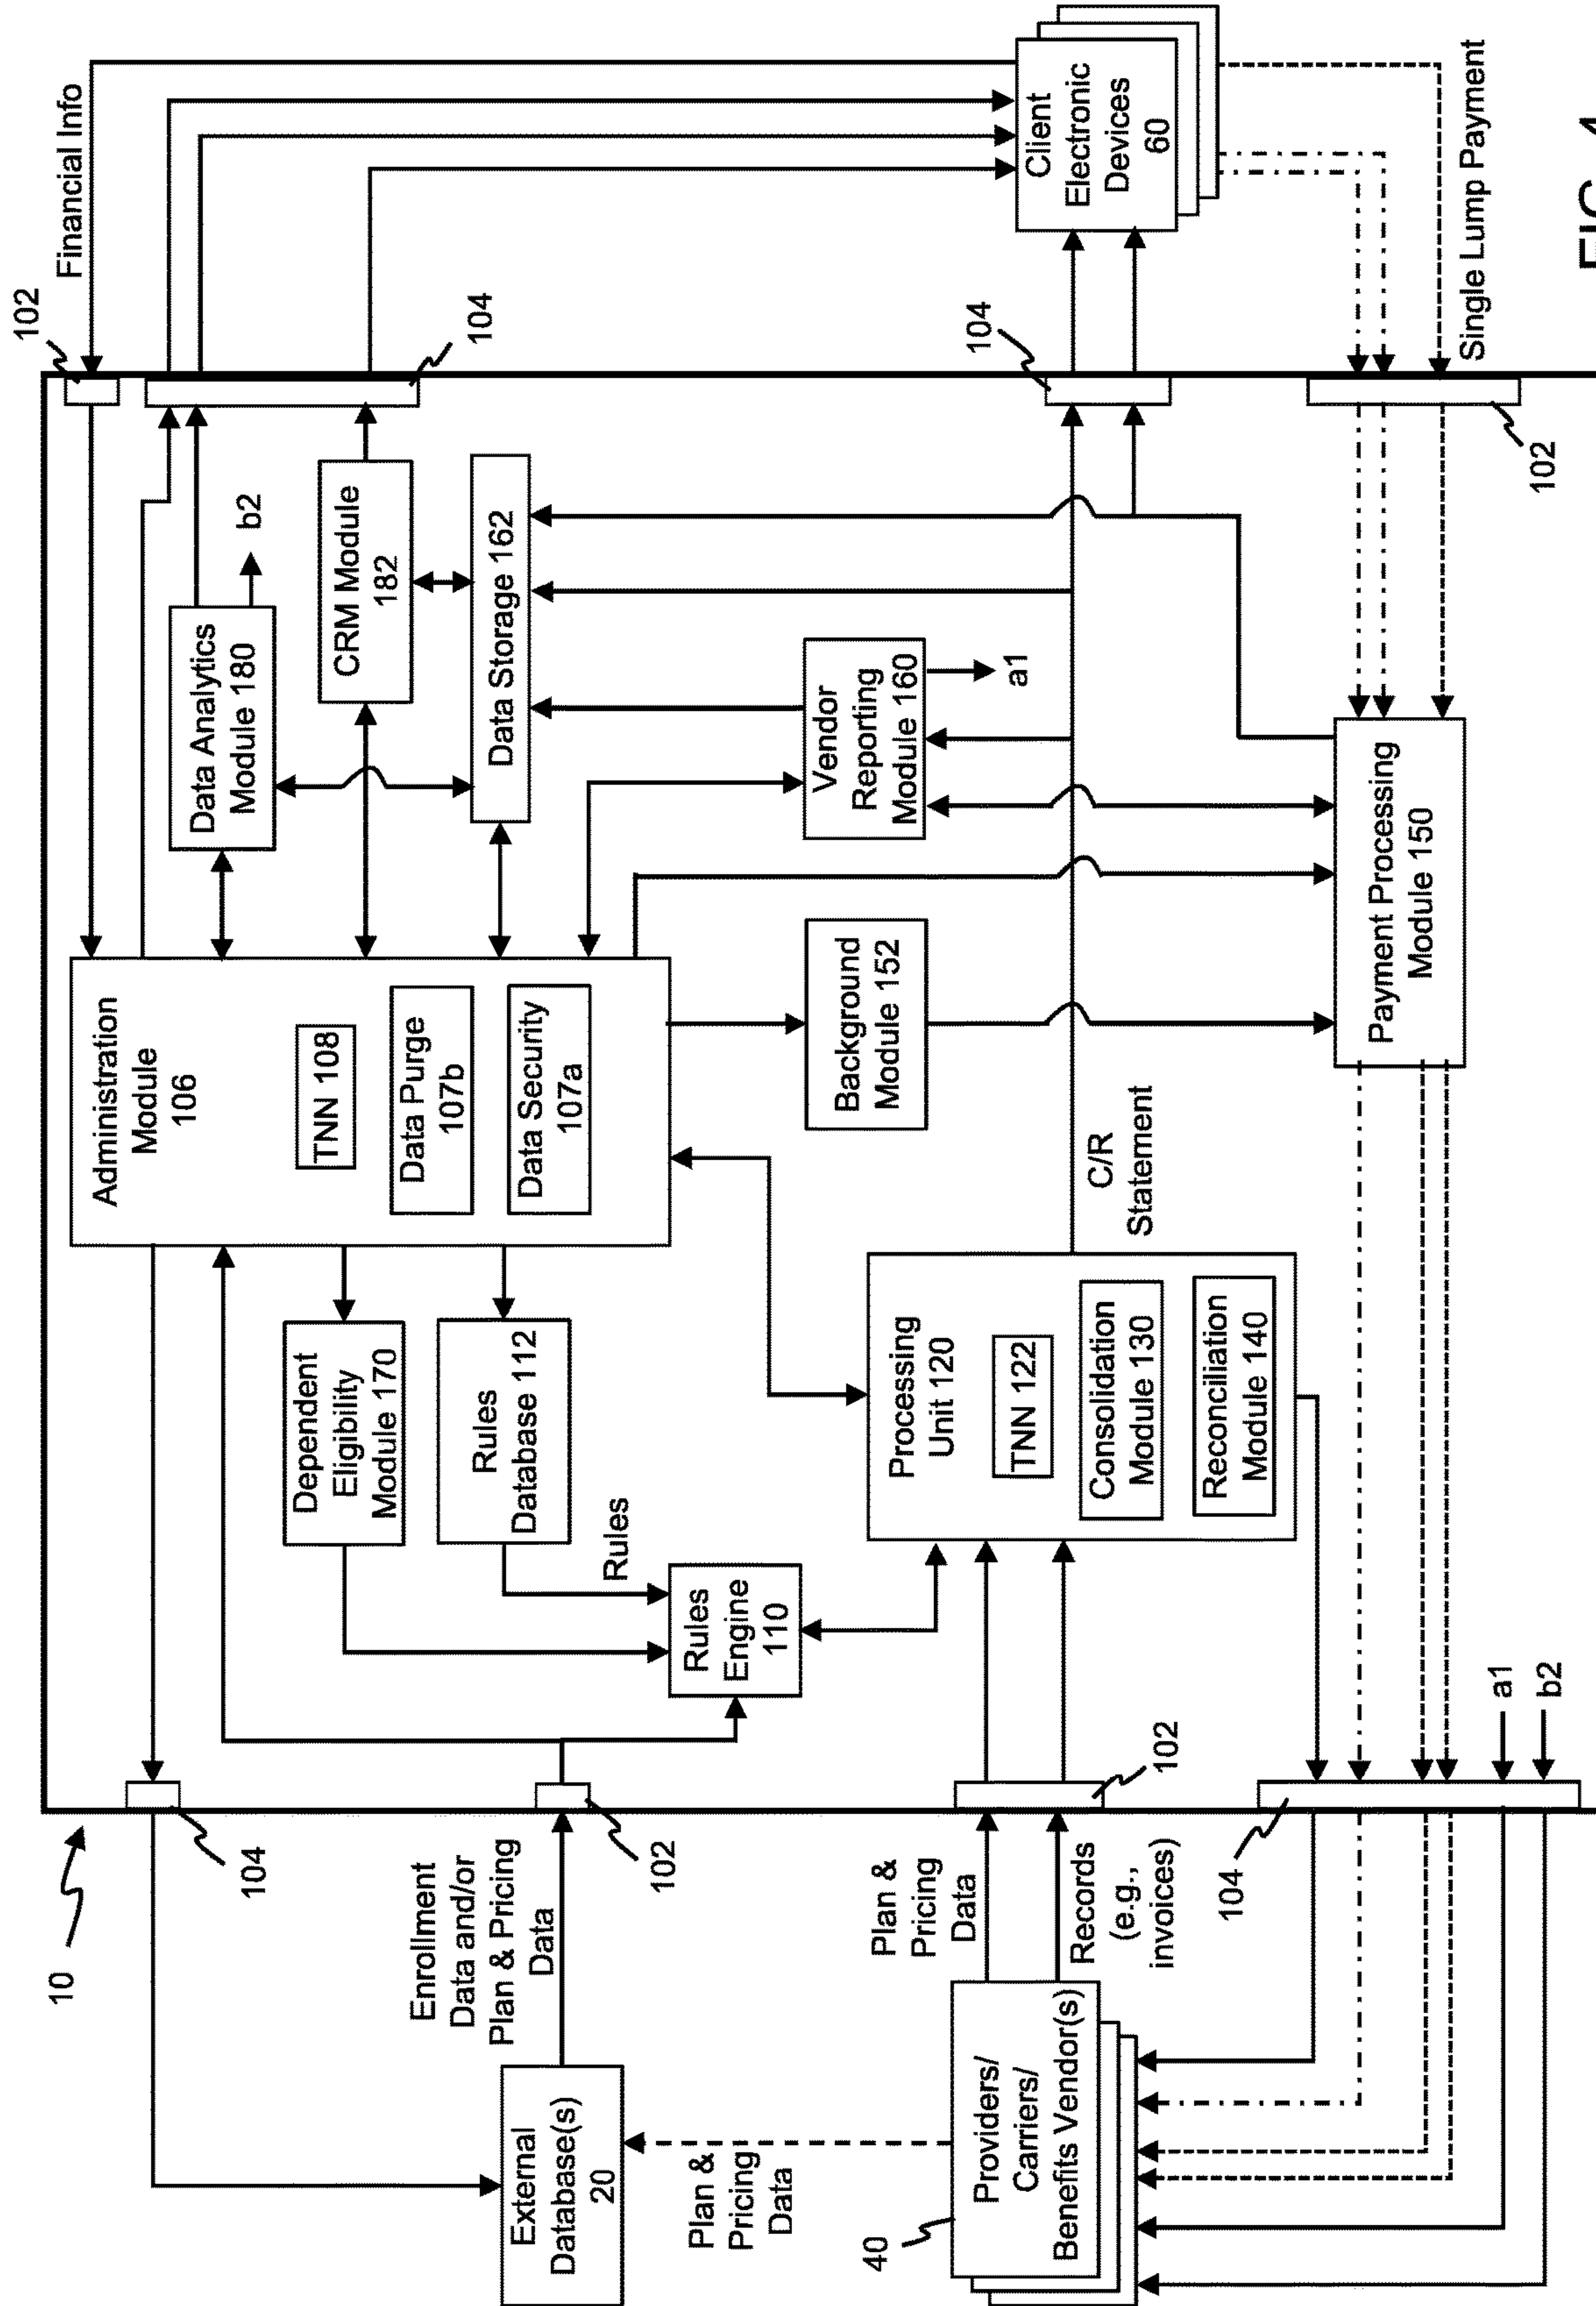 10
104
102
Financial Info
102
104
Administration
Module
106
TNN 108
Data Purge
107b
Data Security
107a
Data Analytics
Module 180
b2
CRM Module
182
Data Storage 162
Dependent
Eligibility
Module 170
Rules
Database 112
Rules
Rules
Engine
110
External
Database(s)
20
Enrollment
Data and/or
Plan & Pricing
Data
Plan &
Pricing
Data
Background
Module 152
Vendor
Reporting
Module 160
a1
Client
Electronic
Devices
60
104
Providers/
Carriers/
Benefits Vendor(s)
40
Plan &
Pricing
Data
Records
(e.g.,
invoices)
102
Processing
Unit 120
TNN 122
Consolidation
Module 130
Reconciliation
Module 140
C/R
Statement
Payment Processing
Module 150
102
Single Lump Payment
104
a1
b2